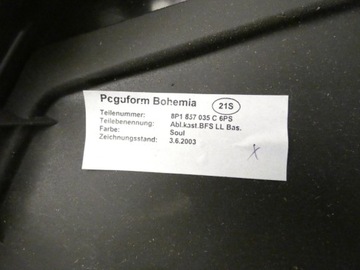 Peguform Bohemia 21S
Teilenummer: 8P1 857 035 C 6PS
Teilebenennung: Abl.kast.BFS LL Bas.
Farbe: Soul
Zeichnungsstand: 3.6.2003